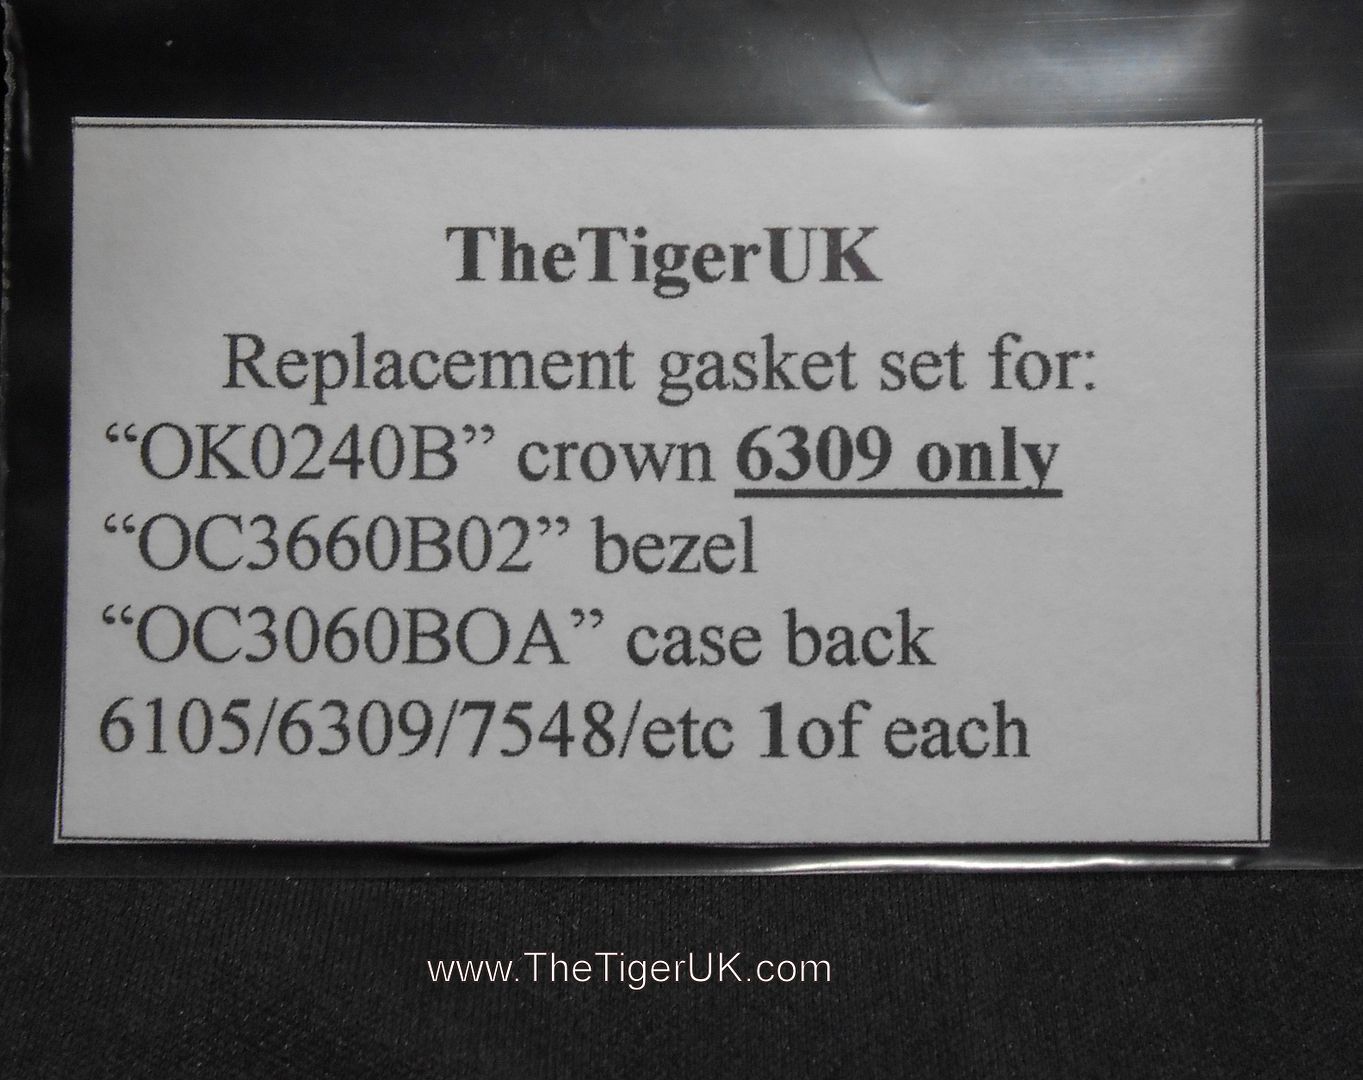 TheTigerUK
Replacement gasket set for:
“OK0240B” crown 6309 only
“OC3660B02” bezel
“OC3060BOA” case back
6105/6309/7548/etc 1of each
www.TheTigerUK.com